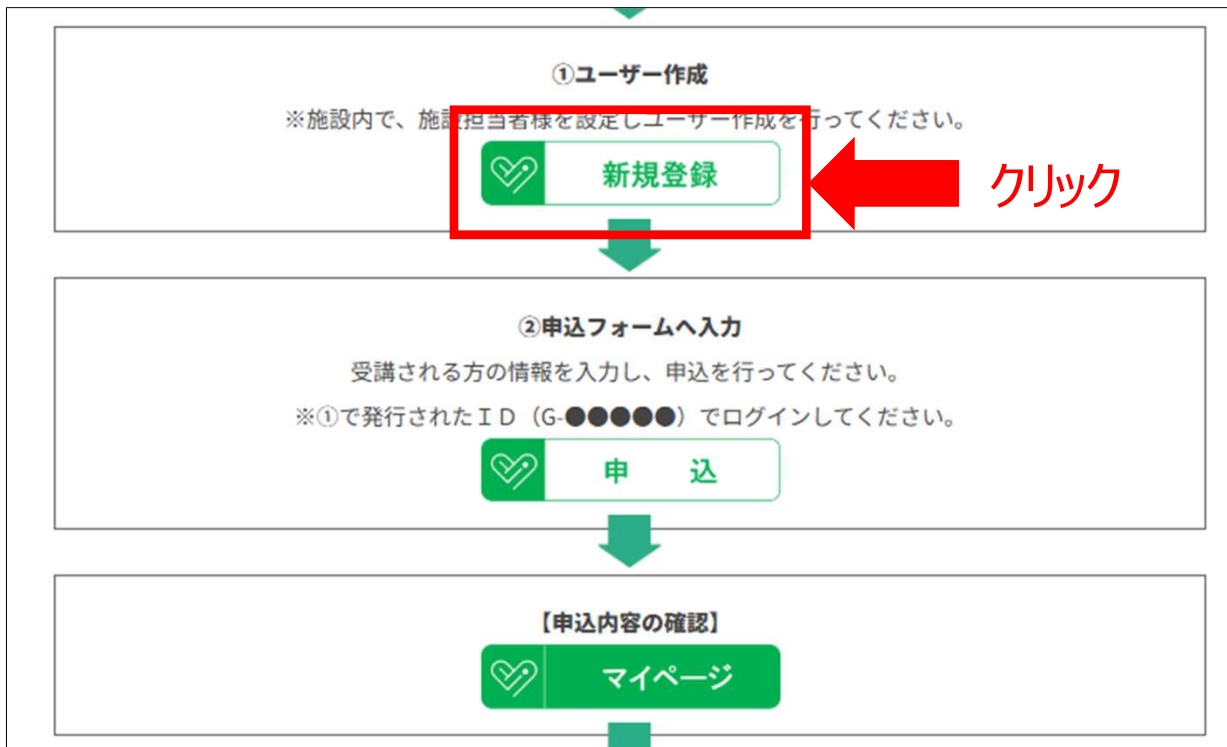 ①ユーザー作成
※施設内で、施設担当者様を設定しユーザー作成を行ってください。
新規登録
クリック
②申込フォームへ入力
受講される方の情報を入力し、申込を行ってください。
※①で発行されたＩＤ（G-●●●●●）でログインしてください。
申　　込
【申込内容の確認】
マイページ